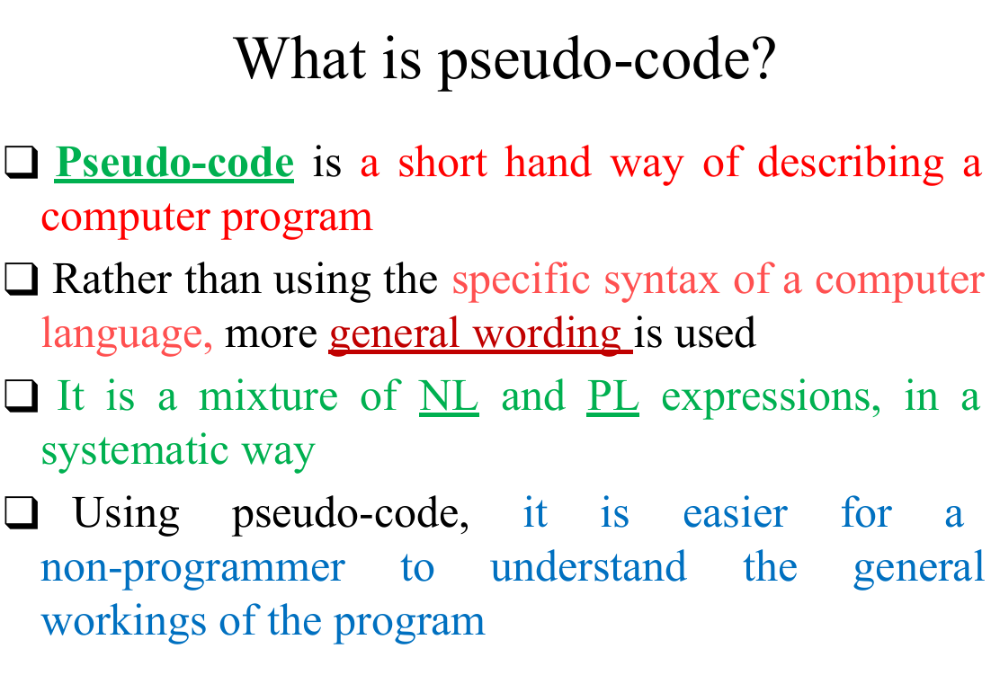 What is pseudo-code?
❑ Pseudo-code is a short hand way of describing a
computer program
❑ Rather than using the specific syntax of a computer
language, more general wording is used
❑ It is a mixture of NL and PL expressions, in a
systematic way
❑ Using pseudo-code, it is easier for a
non-programmer to understand the general
workings of the program